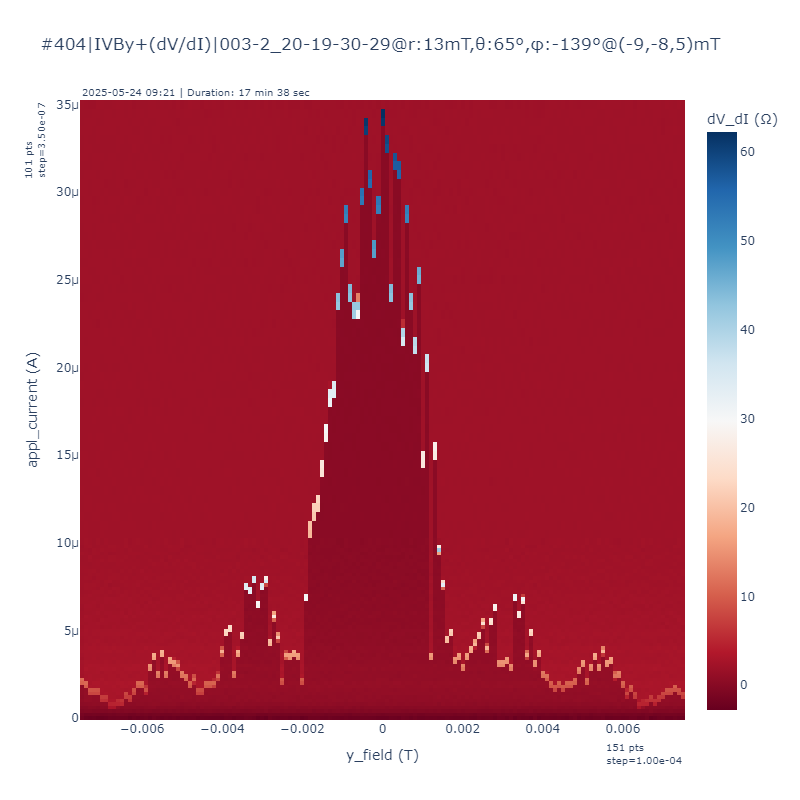 #404|IVBy+(dV/dI)|003-2_20-19-30-29@r:13mT,θ:65°,φ:-139°@(-9,-8,5)mT
2025-05-24 09:21 | Duration: 17 min 38 sec
101 pts
step=3.50e-07
dV_dI (Ω)
35μ
30μ
25μ
20μ
15μ
10μ
5μ
0
appl_current (A)
60
50
40
30
20
10
0
−0.006
−0.004
−0.002
0
0.002
0.004
0.006
y_field (T)
151 pts
step=1.00e-04